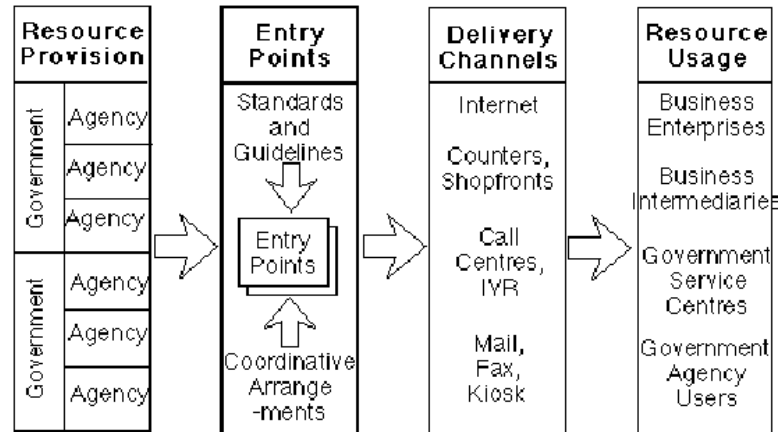 Resource
Provision
Government
Agency
Agency
Agency
Government
Agency
Agency
Agency
Entry
Points
Standards
and
Guidelines
Entry
Points
Coordinative
Arrange
-ments
Delivery
Channels
Internet
Counters,
Shopfronts
Call
Centres,
IVR
Mail,
Fax,
Kiosk
Resource
Usage
Business
Enterprises
Business
Intermediaries
Government
Service
Centres
Government
Agency
Users